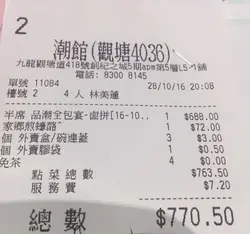 2
潮館(觀塘4036)
九龍觀塘道418號創紀之城5期apm第5層L5-1舖
電話: 8300 8145
單號 11084 28/10/16 20:08
櫃號 2 4 人 林美蓮
半席 品潮全包宴-鹵拼[16-10.. 1 $688.00
家鄉煎蠔餎 1 $72.00
個 外賣盒/碗連蓋 3 $3.00
個 外賣膠袋 1 $0.50
免茶 4 $0.00
點菜總數 $763.50
服務費 $7.20
總數 $770.50